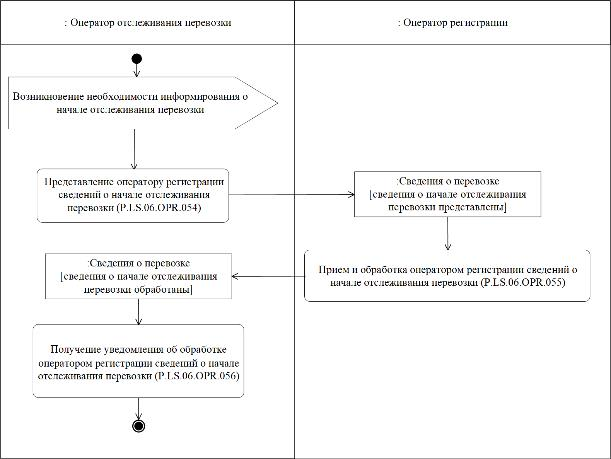 : Оператор отслеживания перевозки
: Оператор регистрации
Возникновение необходимости информирования о
начале отслеживания перевозки
Представление оператору регистрации
сведений о начале отслеживания
перевозки (P.LS.06.OPR.054)
:Сведения о перевозке
[сведения о начале отслеживания
перевозки представлены]
Прием и обработка оператором регистрации сведений о
начале отслеживания перевозки (P.LS.06.OPR.055)
:Сведения о перевозке
[сведения о начале отслеживания
перевозки обработаны]
Получение уведомления об обработке
оператором регистрации сведений о начале
отслеживания перевозки (P.LS.06.OPR.056)